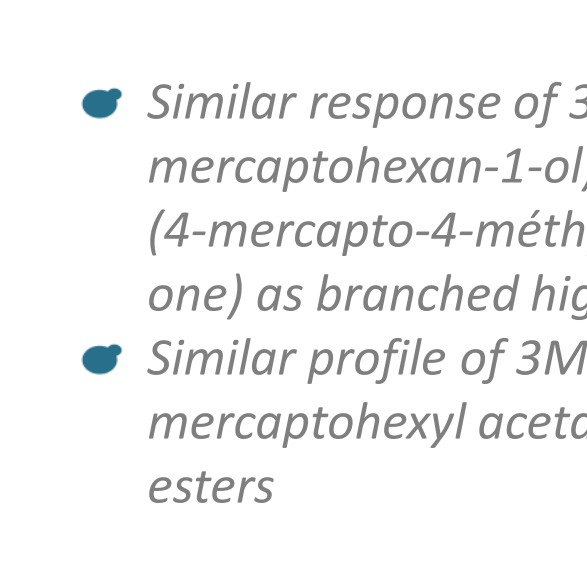 Similar response of 3
mercaptohexan-1-ol)
(4-mercapto-4-méth
one) as branched hig
Similar profile of 3M
mercaptohexyl aceta
esters